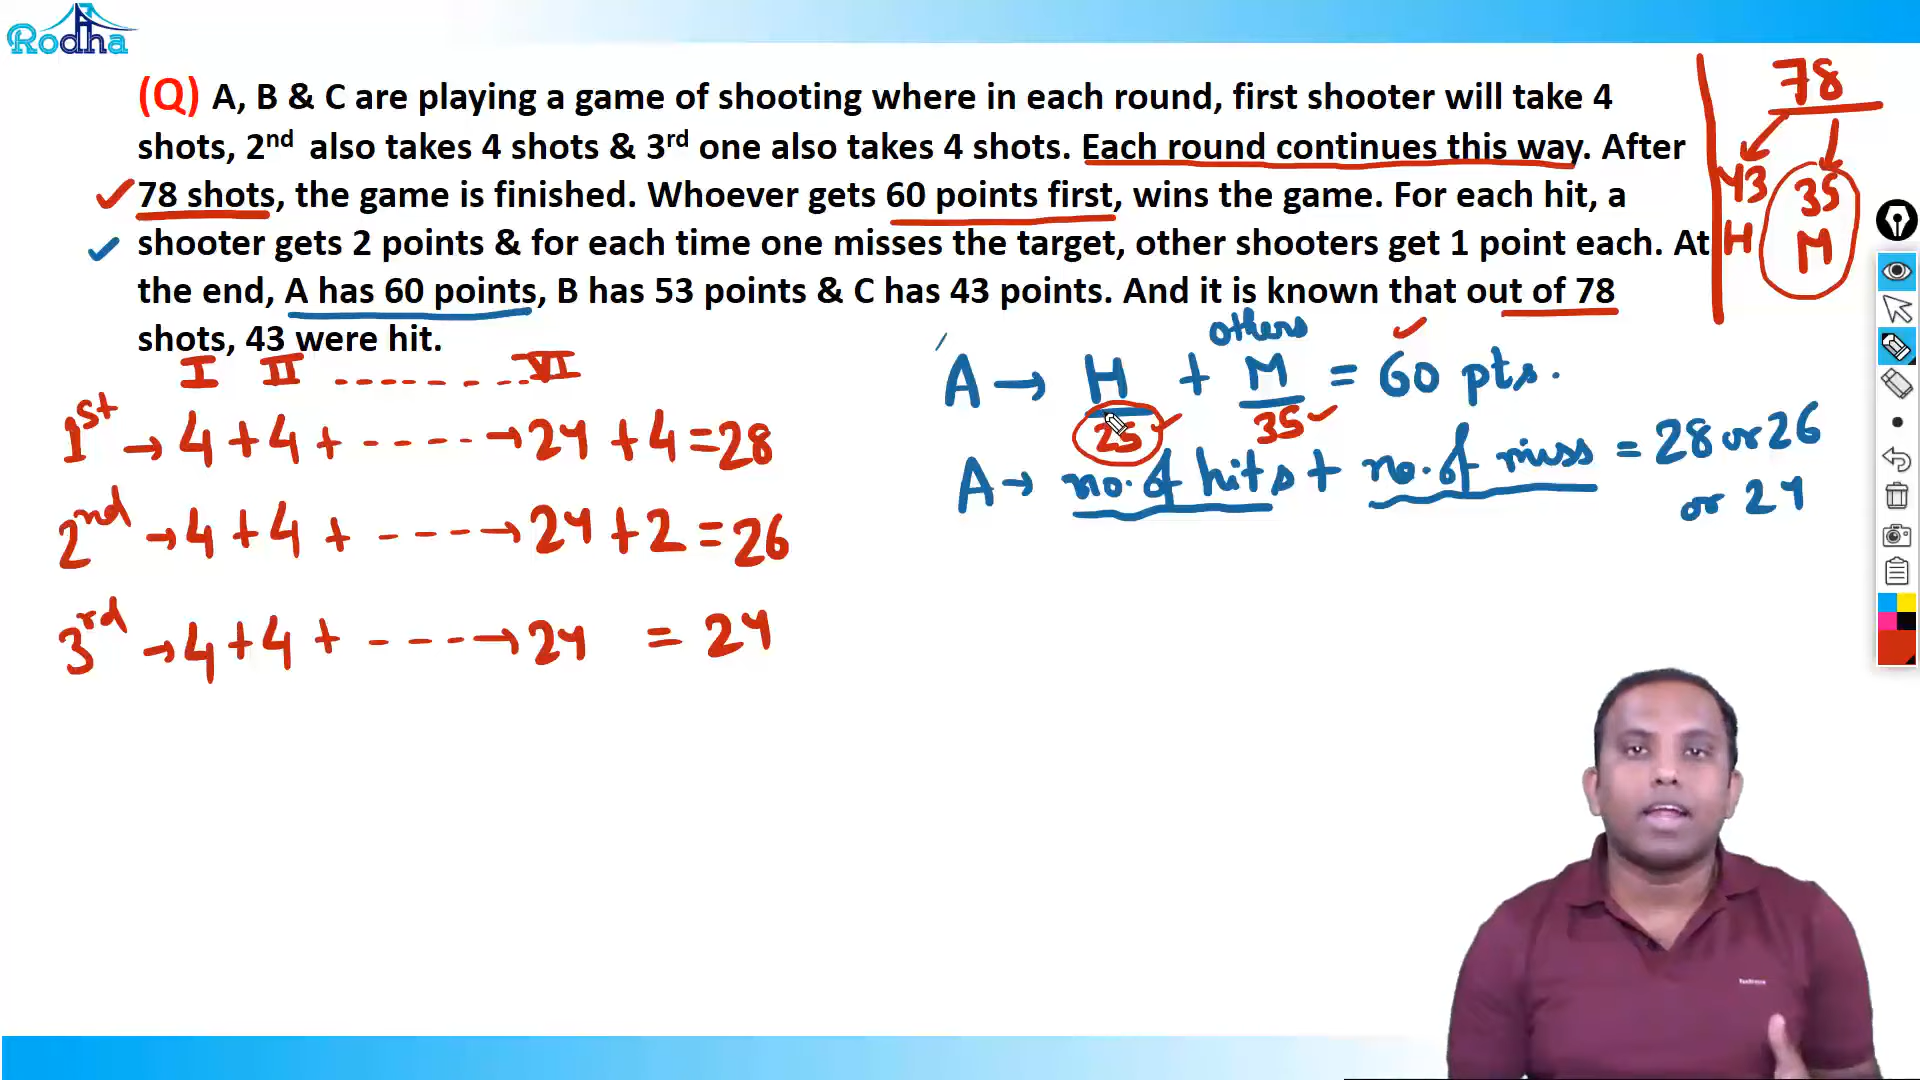 Rodha
(Q) A, B & C are playing a game of shooting where in each round, first shooter will take 4
shots, 2nd also takes 4 shots & 3rd one also takes 4 shots. Each round continues this way. After
78 shots, the game is finished. Whoever gets 60 points first, wins the game. For each hit, a
shooter gets 2 points & for each time one misses the target, other shooters get 1 point each. At
the end, A has 60 points, B has 53 points & C has 43 points. And it is known that out of 78
shots, 43 were hit.
78
43 35
H M
I II ........ VI
1st → 4 + 4 + ----- → 24 + 4 = 28
2nd → 4 + 4 + ---- → 24 + 2 = 26
3rd → 4 + 4 + ---- → 24 = 24
others
A → H + M = 60 pts.
25 35
A → no. of hits + no. of miss = 28 or 26
or 24